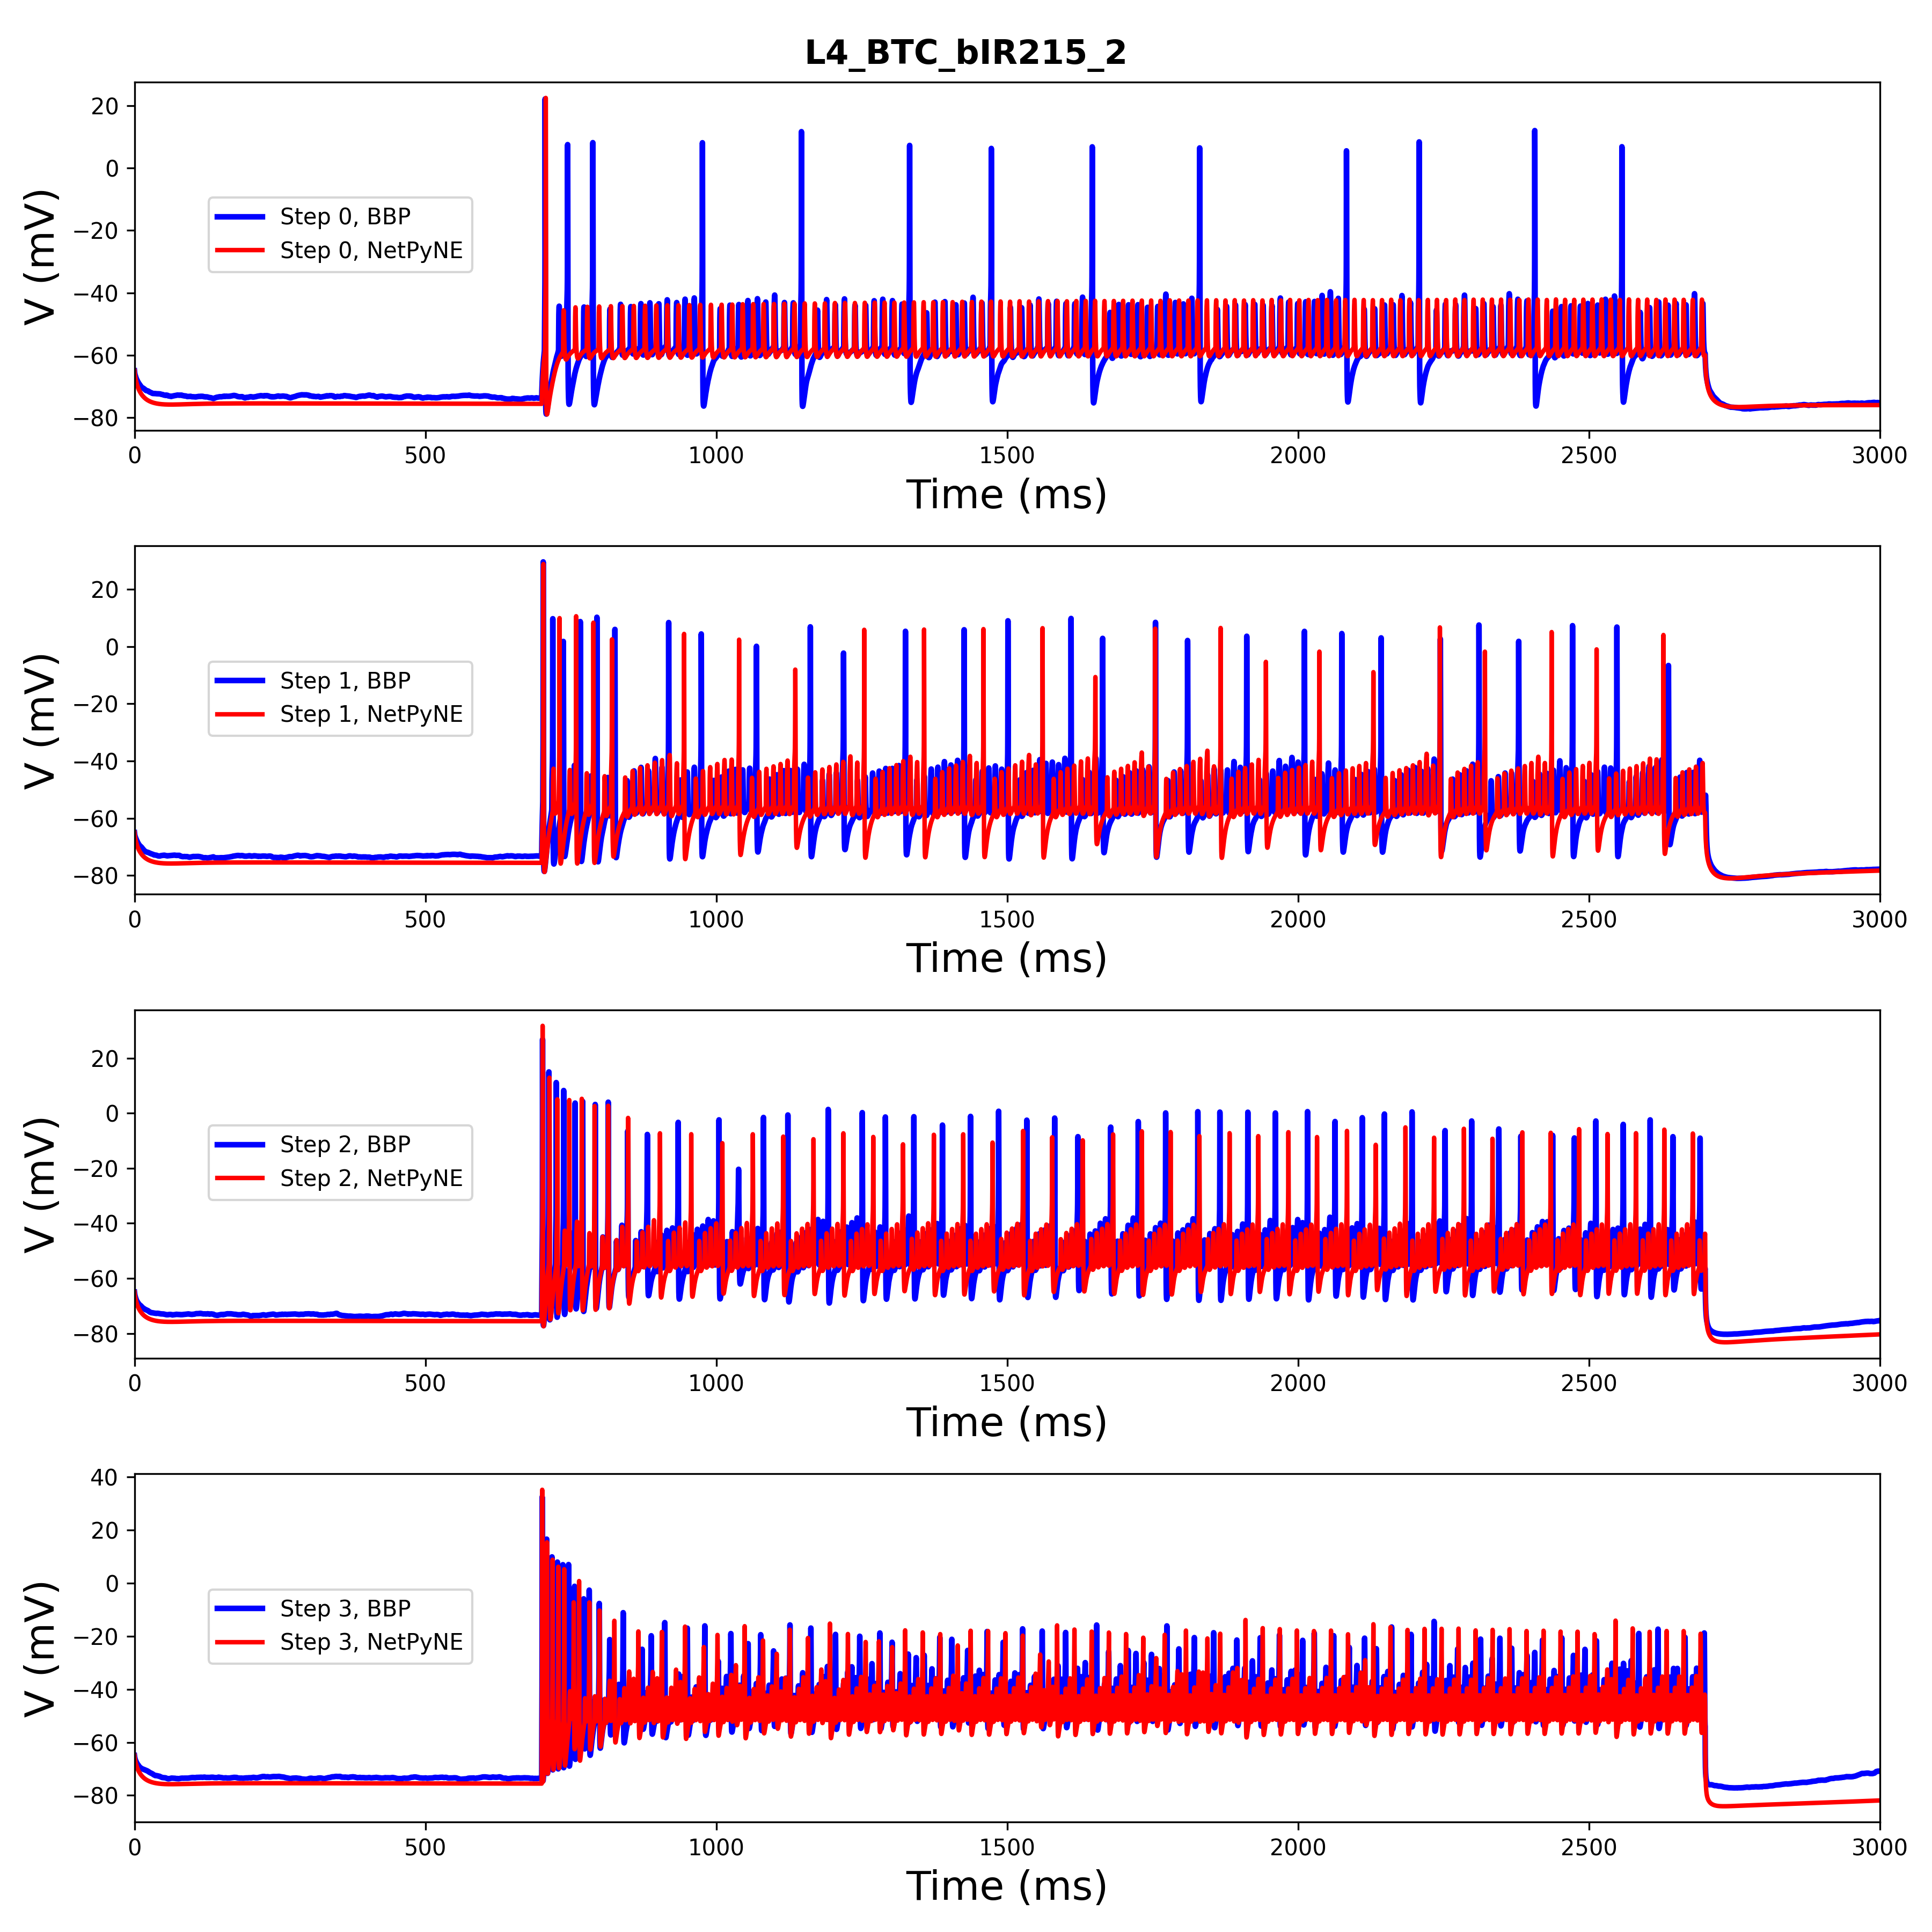 L4_BTC_bIR215_2
20
0
−20
−40
−60
−80
V (mV)
Step 0, BBP
Step 0, NetPyNE
0 500 1000 1500 2000 2500 3000
Time (ms)
20
0
−20
−40
−60
−80
V (mV)
Step 1, BBP
Step 1, NetPyNE
0 500 1000 1500 2000 2500 3000
Time (ms)
20
0
−20
−40
−60
−80
V (mV)
Step 2, BBP
Step 2, NetPyNE
0 500 1000 1500 2000 2500 3000
Time (ms)
40
20
0
−20
−40
−60
−80
V (mV)
Step 3, BBP
Step 3, NetPyNE
0 500 1000 1500 2000 2500 3000
Time (ms)